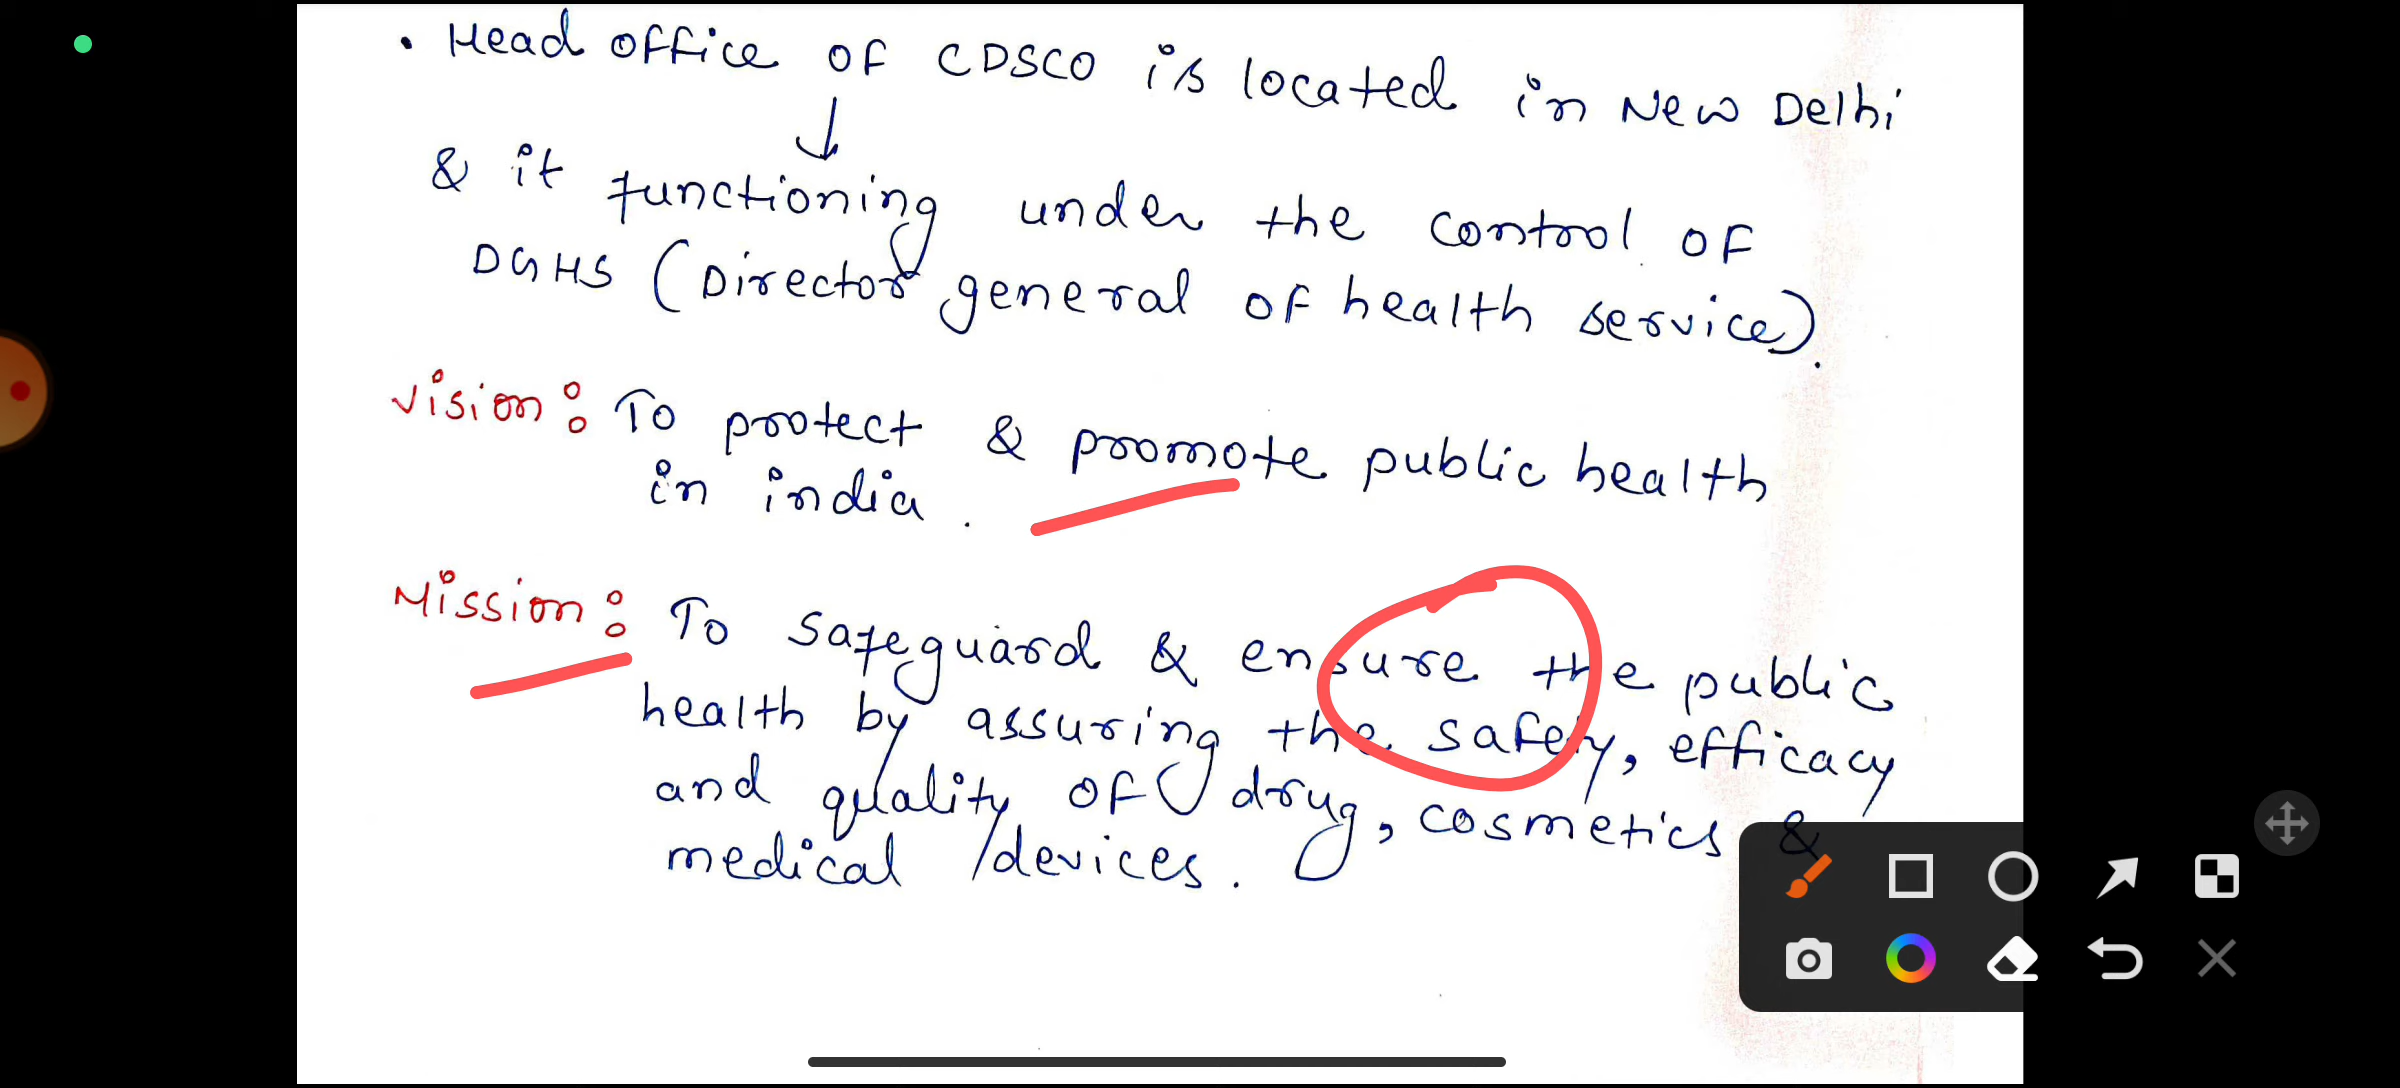 • Head office of CDSCO is located in New Delhi
& it functioning under the control of
DGHS (Director general of health service).
Vision: To protect & promote public health
in india.
Mission: To safeguard & ensure the public
health by assuring the safety, efficacy
and quality of drug, cosmetics &
medical devices.